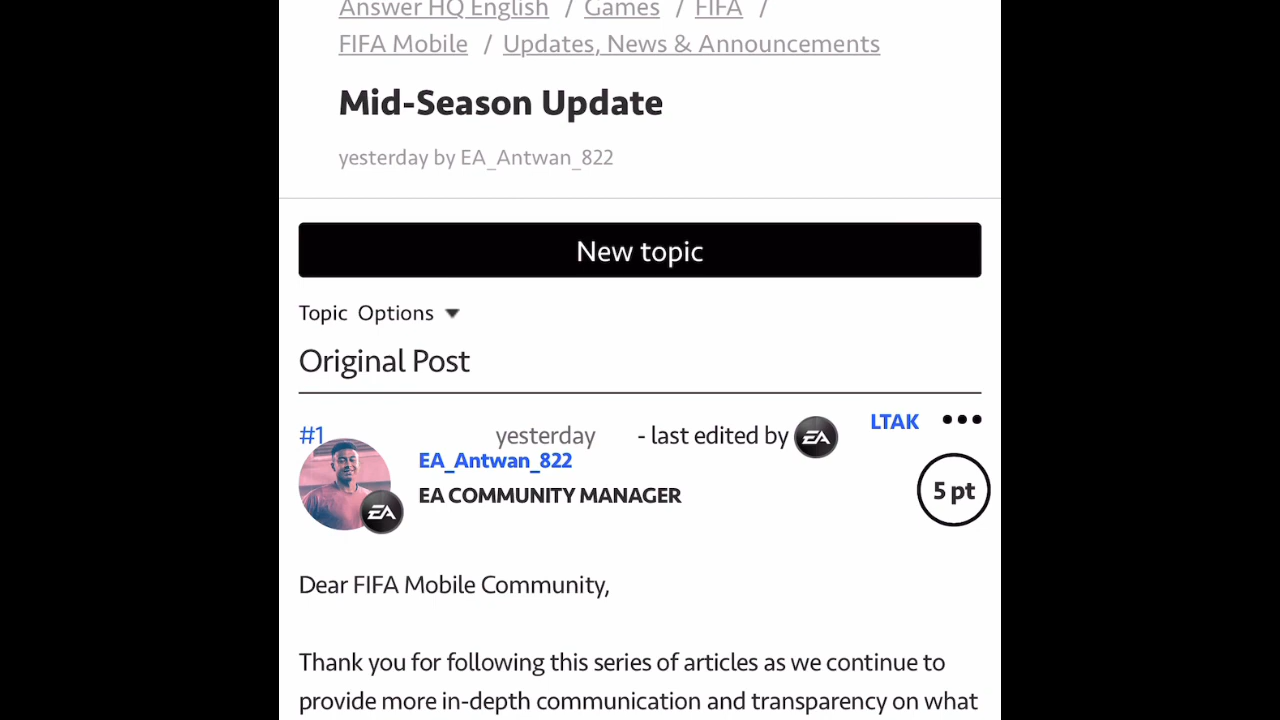 Answer HQ English / Games / FIFA /
FIFA Mobile / Updates, News & Announcements
Mid-Season Update
yesterday by EA_Antwan_822
New topic
Topic Options
Original Post
#1 yesterday - last edited by EA LTAK
EA_Antwan_822
EA COMMUNITY MANAGER
5 pt
EA
Dear FIFA Mobile Community,
Thank you for following this series of articles as we continue to
provide more in-depth communication and transparency on what